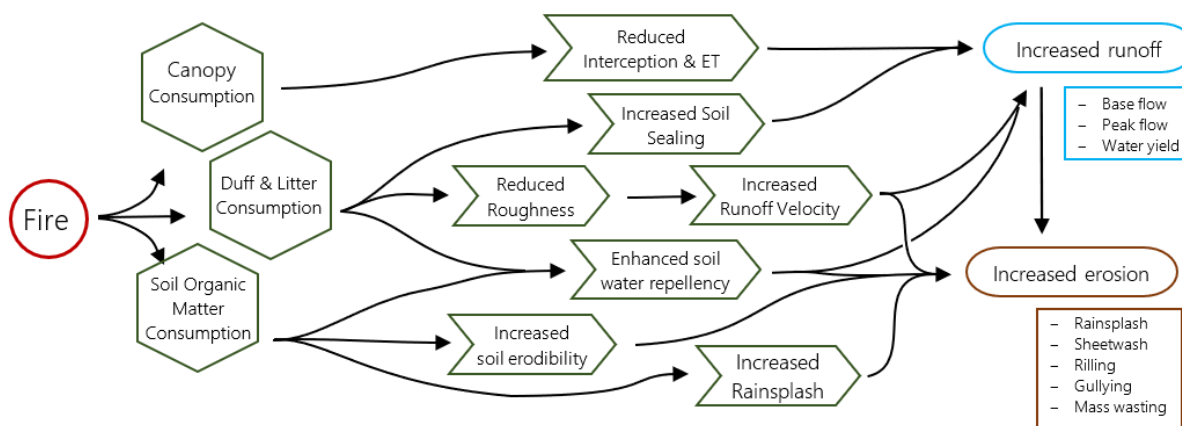 Fire
Canopy
Consumption
Duff & Litter
Consumption
Soil Organic
Matter
Consumption
Reduced
Interception & ET
Increased Soil
Sealing
Reduced
Roughness
Increased
Runoff Velocity
Enhanced soil
water repellency
Increased
soil erodibility
Increased
Rainsplash
Increased runoff
– Base flow
– Peak flow
– Water yield
Increased erosion
– Rainsplash
– Sheetwash
– Rilling
– Gullying
– Mass wasting